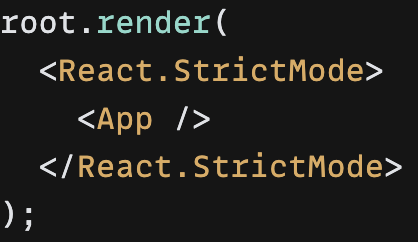 root.render(
  <React.StrictMode>
    <App />
  </React.StrictMode>
);